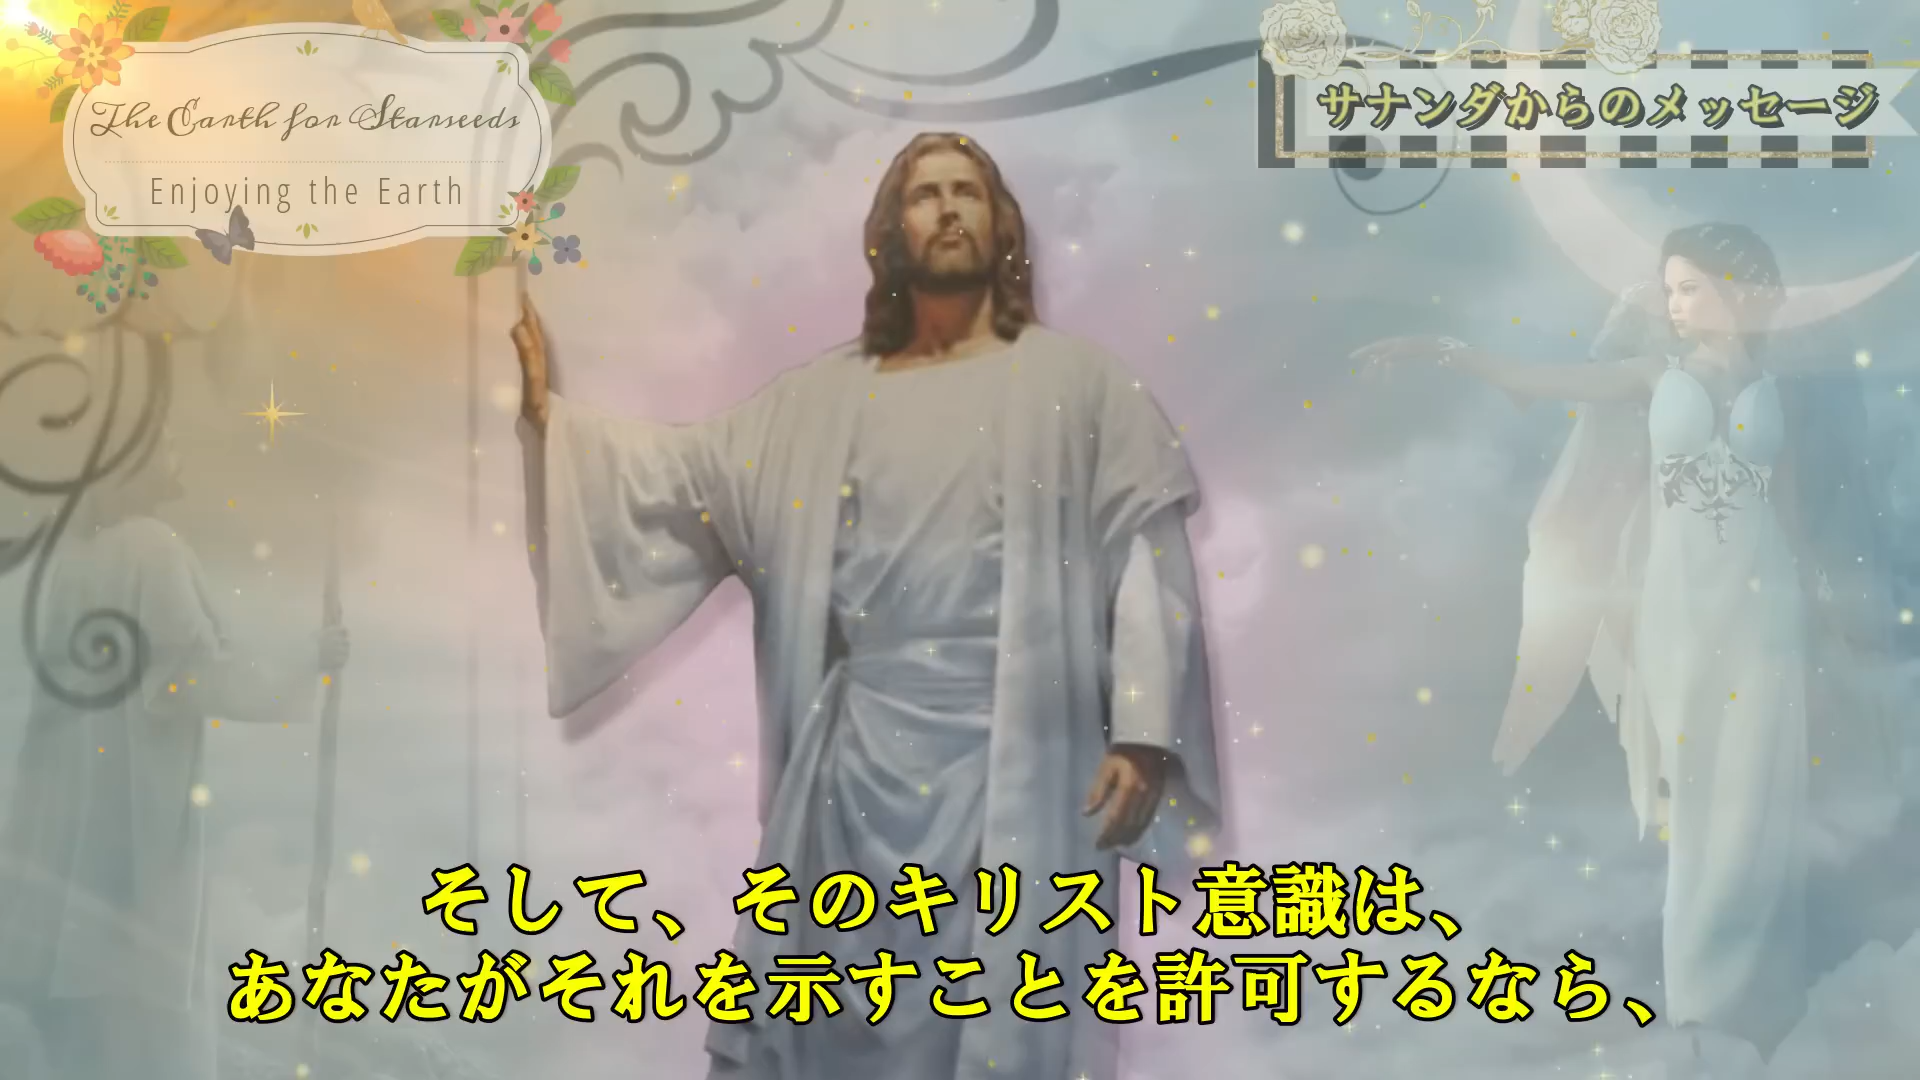 The Earth for Starseeds
Enjoying the Earth
サナンダからのメッセージ
そして、そのキリスト意識は、
あなたがそれを示すことを許可するなら、